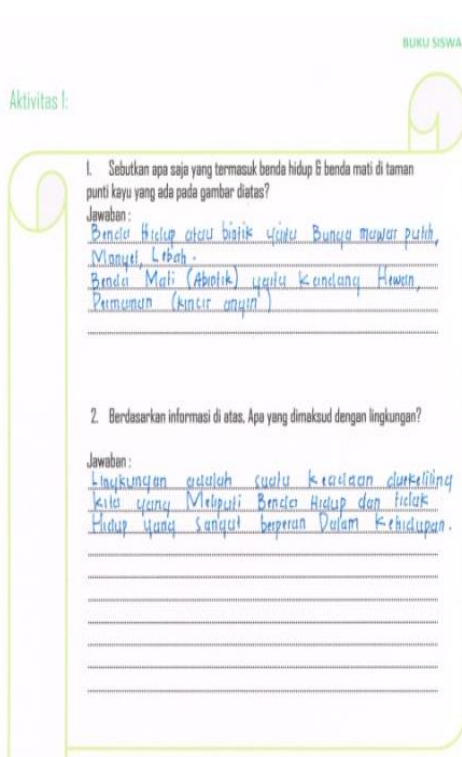 BUKU SISWA
Aktivitas 1:
1. Sebutkan apa saja yang termasuk benda hidup & benda mati di taman
punti kayu yang ada pada gambar diatas?
Jawaban :
Benda Hidup atau biotik yaitu Bunga mawar putih,
Monyet, Lebah.
Benda Mati (Abiotik) yaitu Kandang Hewan,
Permainan (kincir angin)
2. Berdasarkan informasi di atas, Apa yang dimaksud dengan lingkungan?
Jawaban :
Lingkungan adalah suatu keadaan disekeliling
kita yang Meliputi Benda Hidup dan tidak
Hidup yang sangat berperan Dalam Kehidupan.